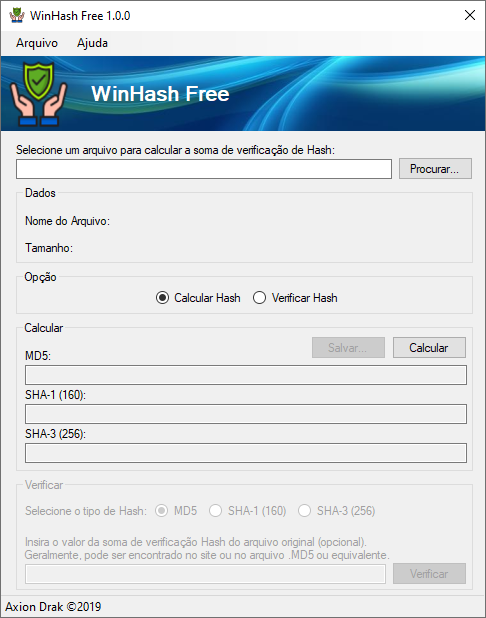 WinHash Free 1.0.0
Arquivo Ajuda
WinHash Free
Selecione um arquivo para calcular a soma de verificação de Hash:
Procurar...
Dados
Nome do Arquivo:
Tamanho:
Opção
Calcular Hash Verificar Hash
Calcular
Salvar... Calcular
MD5:
SHA-1 (160):
SHA-3 (256):
Verificar
Selecione o tipo de Hash: MD5 SHA-1 (160) SHA-3 (256)
Insira o valor da soma de verificação Hash do arquivo original (opcional).
Geralmente, pode ser encontrado no site ou no arquivo .MD5 ou equivalente.
Verificar
Axion Drak ©2019